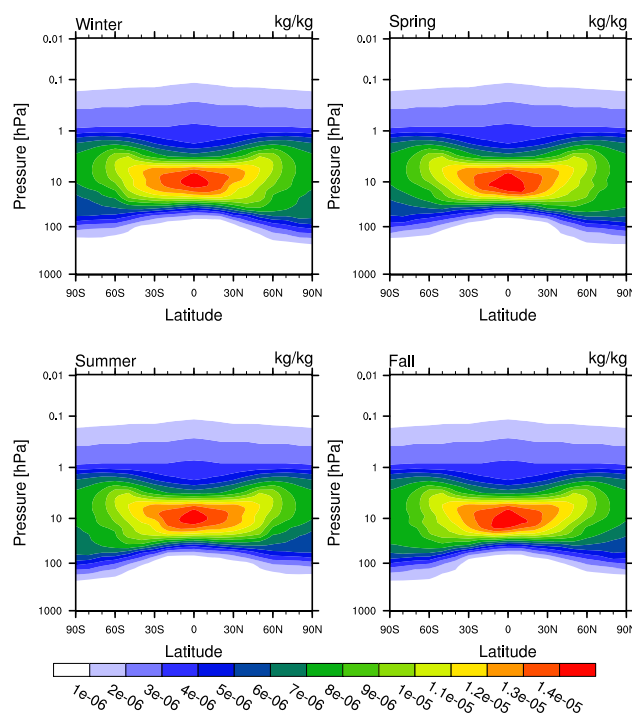 Winter kg/kg
Spring kg/kg
0.01
0.1
1
10
100
1000
Pressure [hPa]
90S 60S 30S 0 30N 60N 90N
Latitude
0.01
0.1
1
10
100
1000
Pressure [hPa]
90S 60S 30S 0 30N 60N 90N
Latitude
Summer kg/kg
Fall kg/kg
0.01
0.1
1
10
100
1000
Pressure [hPa]
90S 60S 30S 0 30N 60N 90N
Latitude
0.01
0.1
1
10
100
1000
Pressure [hPa]
90S 60S 30S 0 30N 60N 90N
Latitude
1e-06 2e-06 3e-06 4e-06 5e-06 6e-06 7e-06 8e-06 9e-06 1e-05 1.1e-05 1.2e-05 1.3e-05 1.4e-05